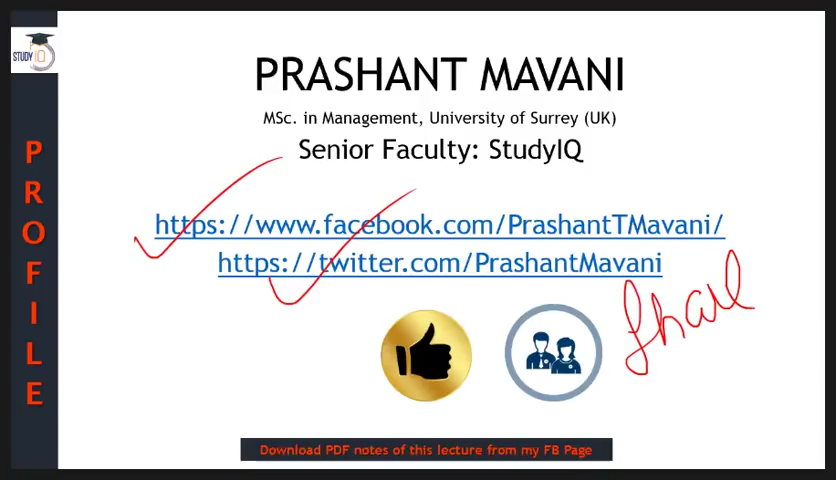 STUDY IQ
PROFILE
PRASHANT MAVANI
MSc. in Management, University of Surrey (UK)
Senior Faculty: StudyIQ
https://www.facebook.com/PrashantTMavani/
https://twitter.com/PrashantMavani
Share
Download PDF notes of this lecture from my FB Page